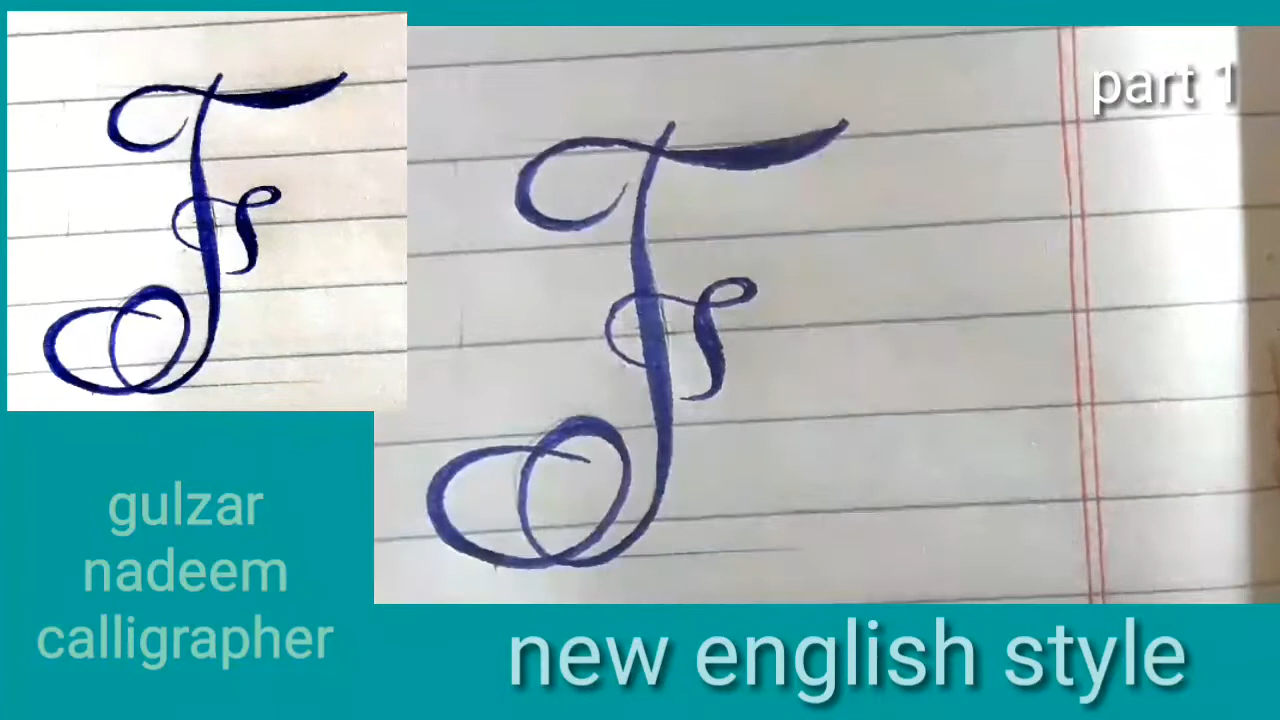 F
F
part 1
gulzar
nadeem
calligrapher
new english style